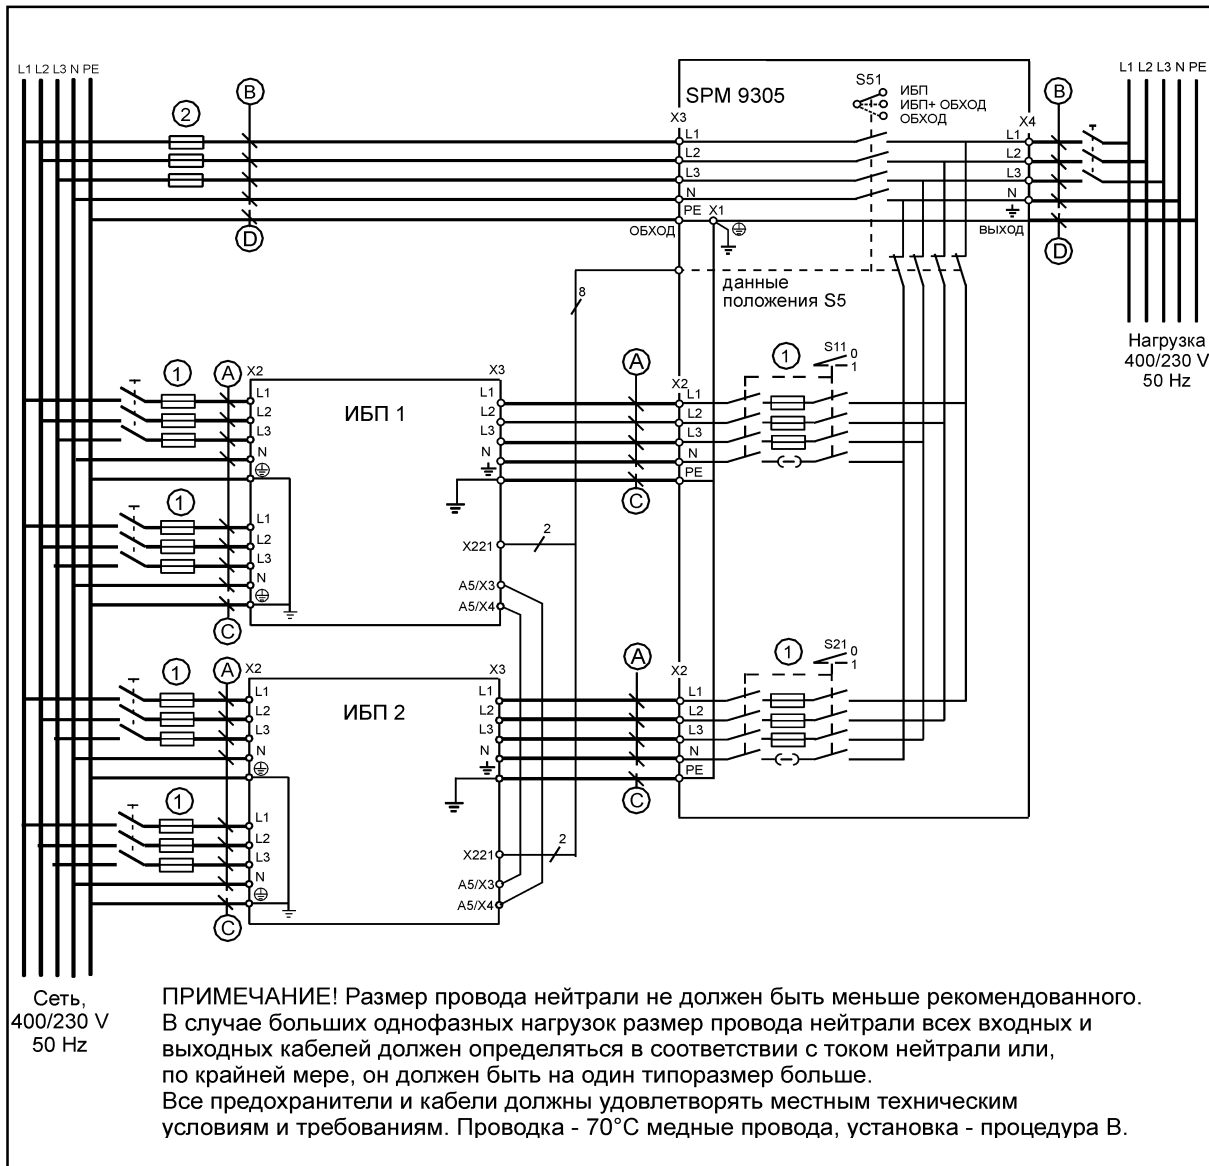 L1 L2 L3 N PE
2
B
SPM 9305
S51
ИБП
ИБП+ ОБХОД
ОБХОД
B
L1 L2 L3 N PE
X3
X4
L1
L2
L3
N
PE
X1
L1
L2
L3
N
D
ОБХОД
ВЫХОД
D
данные
положения S5
8
Нагрузка
400/230 V
50 Hz
1
A
X2
X3
A
1
S11
0
1
X2
L1
L2
L3
N
ИБП 1
L1
L2
L3
N
L1
L2
L3
N
PE
C
1
L1
L2
L3
N
X221
2
A5/X3
A5/X4
C
1
A
X2
X3
A
1
S21
0
1
X2
L1
L2
L3
N
ИБП 2
L1
L2
L3
N
L1
L2
L3
N
PE
C
1
L1
L2
L3
N
X221
2
A5/X3
A5/X4
C
Сеть,
400/230 V
50 Hz
ПРИМЕЧАНИЕ! Размер провода нейтрали не должен быть меньше рекомендованного.
В случае больших однофазных нагрузок размер провода нейтрали всех входных и
выходных кабелей должен определяться в соответствии с током нейтрали или,
по крайней мере, он должен быть на один типоразмер больше.
Все предохранители и кабели должны удовлетворять местным техническим
условиям и требованиям. Проводка - 70°C медные провода, установка - процедура В.